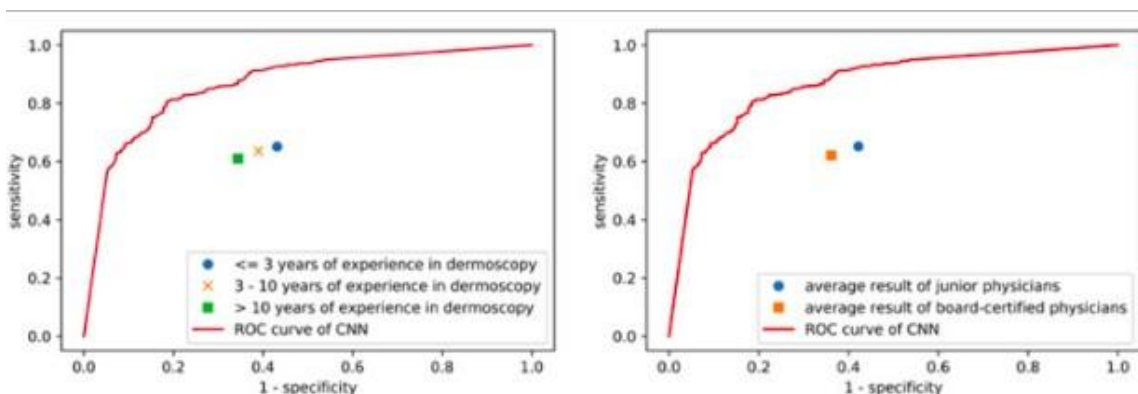 1.0
0.8
0.6
0.4
0.2
0.0
sensitivity
<= 3 years of experience in dermoscopy
3 - 10 years of experience in dermoscopy
> 10 years of experience in dermoscopy
ROC curve of CNN
0.0 0.2 0.4 0.6 0.8 1.0
1 - specificity
1.0
0.8
0.6
0.4
0.2
0.0
sensitivity
average result of junior physicians
average result of board-certified physicians
ROC curve of CNN
0.0 0.2 0.4 0.6 0.8 1.0
1 - specificity